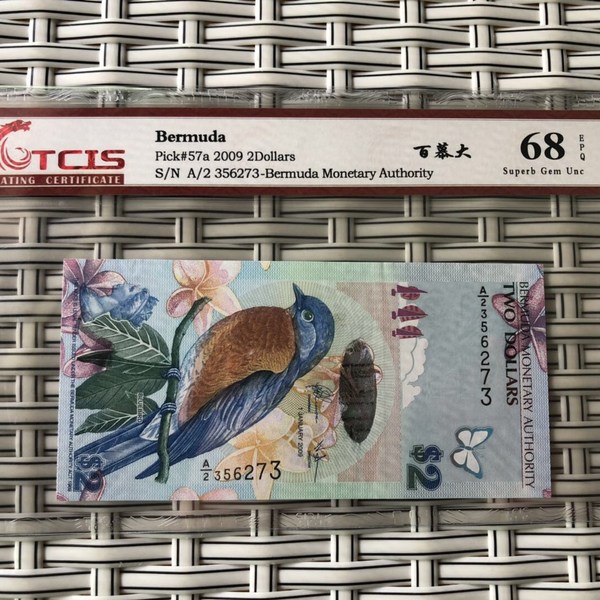 TCIS
RATING CERTIFICATE
Bermuda
Pick#57a 2009 2Dollars
S/N A/2 356273-Bermuda Monetary Authority
百慕大
68
EPQ
Superb Gem Unc
BERMUDA MONETARY AUTHORITY
TWO DOLLARS
A/2 356273
1 JANUARY 2009
A/2 356273
$2
$2